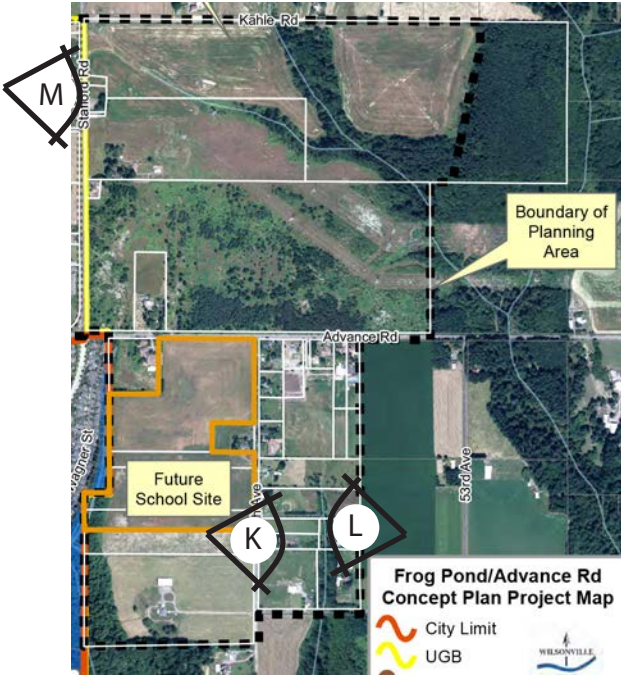 Kahle Rd
M
Stafford Rd
Boundary of
Planning
Area
Advance Rd
Wagner St
Future
School Site
h Ave
53rd Ave
K
L
Frog Pond/Advance Rd
Concept Plan Project Map
City Limit
UGB
WILSONVILLE